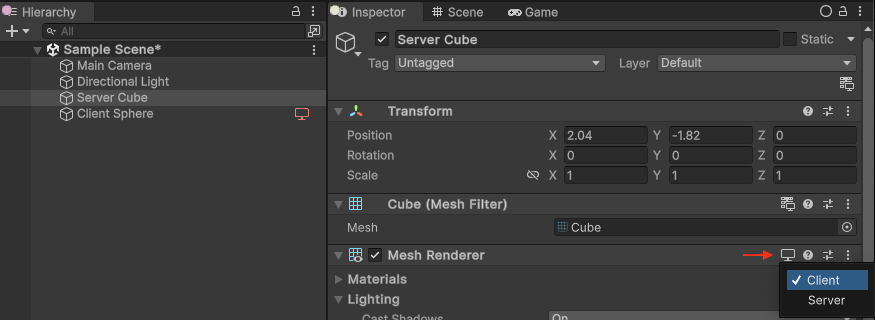 Hierarchy
All
Sample Scene*
Main Camera
Directional Light
Server Cube
Client Sphere
Inspector Scene Game
Server Cube Static
Tag Untagged Layer Default
Transform
Position X 2.04 Y -1.82 Z 0
Rotation X 0 Y 0 Z 0
Scale X 1 Y 1 Z 1
Cube (Mesh Filter)
Mesh Cube
Mesh Renderer
Materials
Client
Lighting
Server
Cast Shadows On